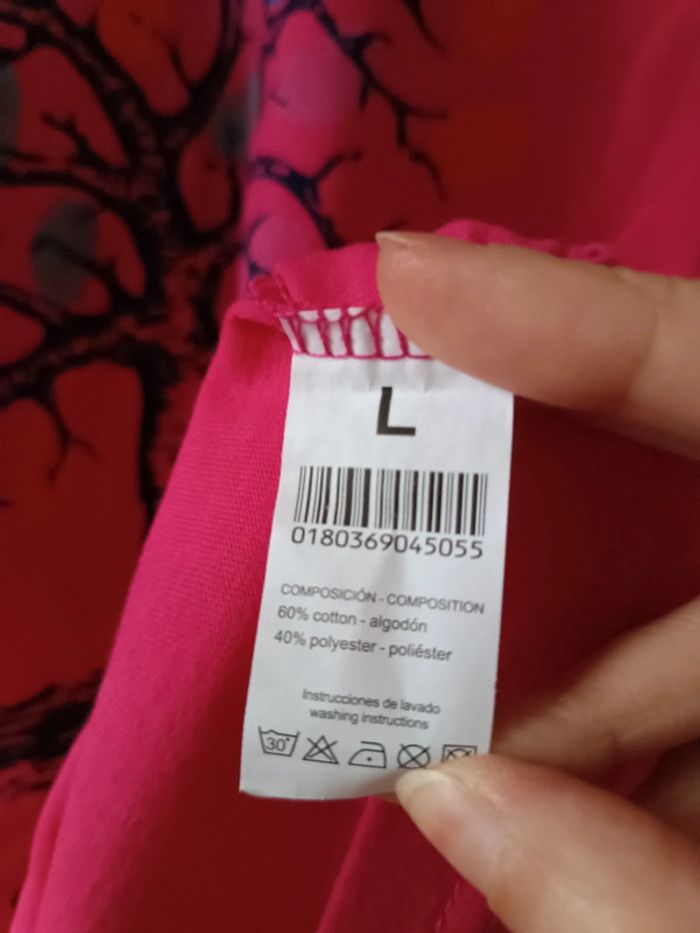 L
0180369045055
COMPOSICIÓN - COMPOSITION
60% cotton - algodón
40% polyester - poliéster
Instrucciones de lavado
washing instructions
30°